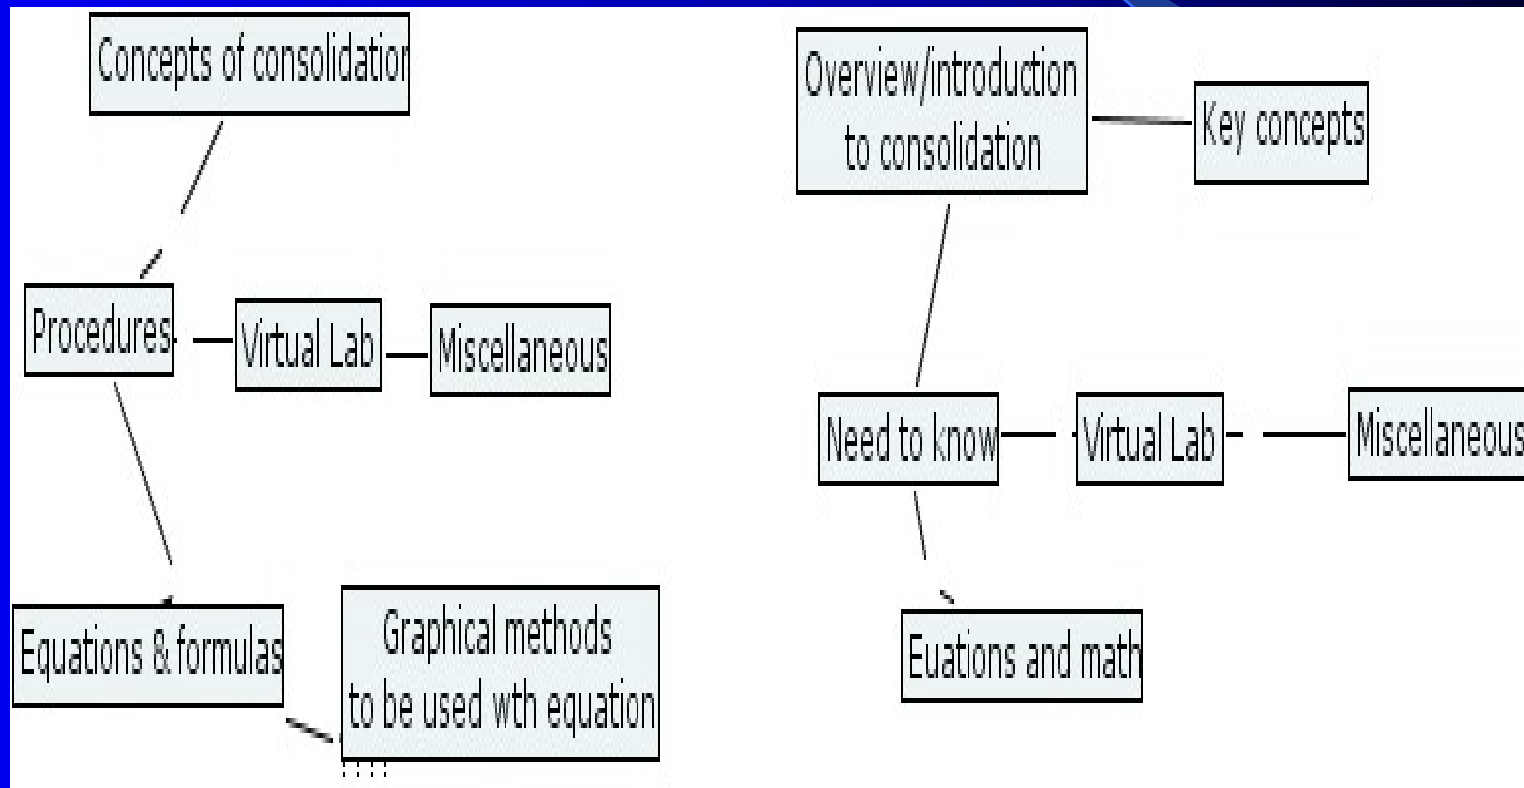 Concepts of consolidation
Procedures
Virtual Lab
Miscellaneous
Equations & formulas
Graphical methods
to be used wth equation
Overview/introduction
to consolidation
Key concepts
Need to know
Virtual Lab
Miscellaneous
Euations and math